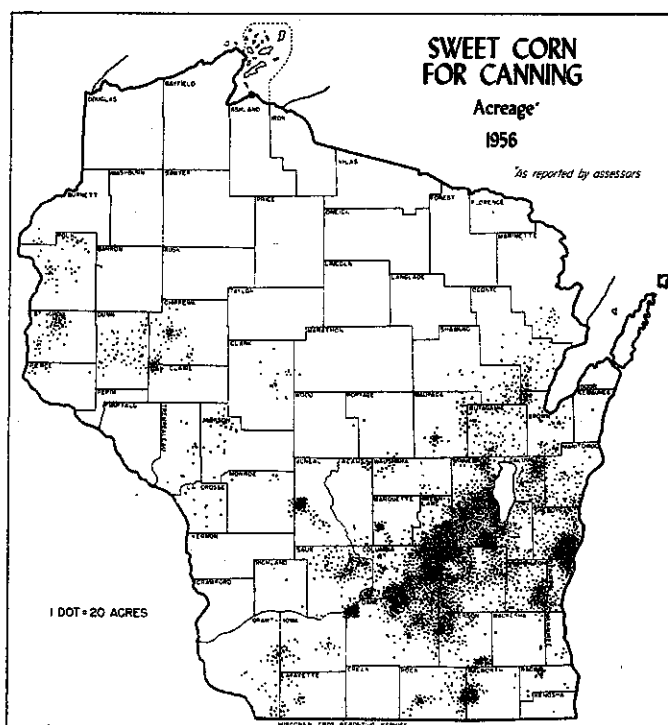 SWEET CORN
FOR CANNING
Acreage*
1956
*As reported by assessors
DOUGLAS
BAYFIELD
ASHLAND
IRON
VILAS
BURNETT
WASHBURN
SAWYER
PRICE
ONEIDA
FOREST
FLORENCE
MARINETTE
POLK
BARRON
RUSK
LINCOLN
LANGLADE
TAYLOR
OCONTO
CHIPPEWA
ST. CROIX
DUNN
MARATHON
SHAWANO
CLARK
PIERCE
CLAIRE
PEPIN
DOOR
KEWAUNEE
BUFFALO
TREMPEALEAU
JACKSON
WOOD
PORTAGE
WAUPACA
OUTAGAMIE
BROWN
MANITOWOC
MONROE
JUNEAU
ADAMS
WAUSHARA
WINNEBAGO
CALUMET
LA CROSSE
MARQUETTE
GREEN
LAKE
VERNON
SAUK
COLUMBIA
RICHLAND
CRAWFORD
1 DOT = 20 ACRES
GRANT
IOWA
WAUKESHA
LAFAYETTE
GREEN
ROCK
WALWORTH
RACINE
KENOSHA